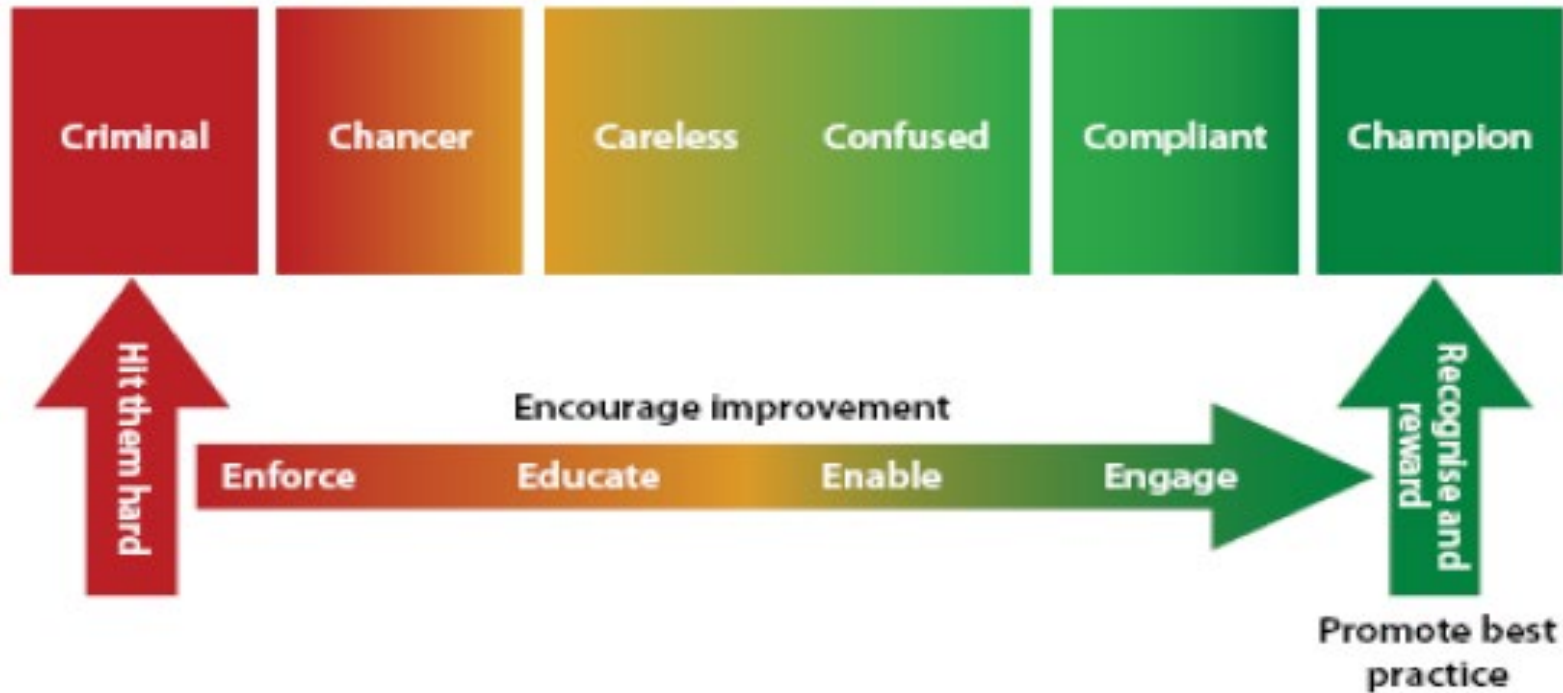 Criminal
Chancer
Careless
Confused
Compliant
Champion
Hit them hard
Encourage improvement
Enforce
Educate
Enable
Engage
Recognise and
reward
Promote best
practice